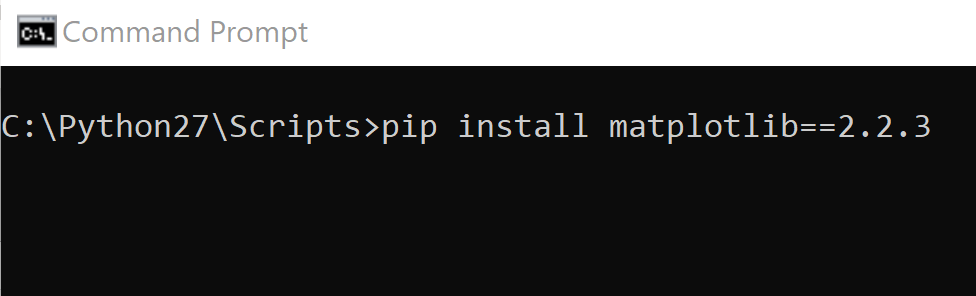 C:\. Command Prompt
C:\Python27\Scripts>pip install matplotlib==2.2.3